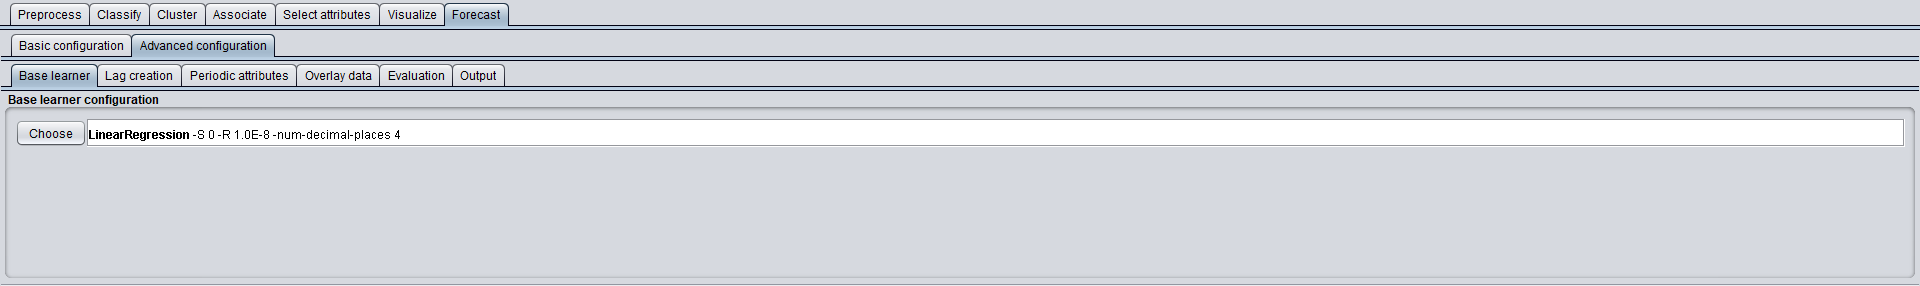 Preprocess Classify Cluster Associate Select attributes Visualize Forecast
Basic configuration Advanced configuration
Base learner Lag creation Periodic attributes Overlay data Evaluation Output
Base learner configuration
Choose LinearRegression -S 0 -R 1.0E-8 -num-decimal-places 4